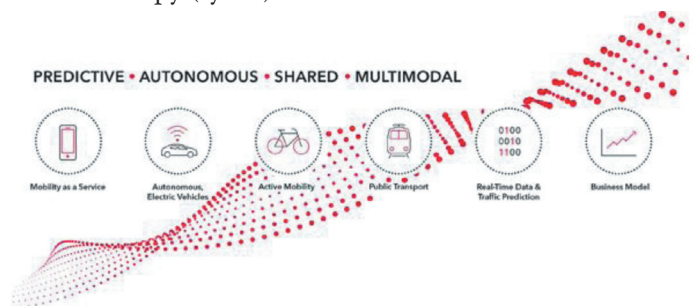 PREDICTIVE • AUTONOMOUS • SHARED • MULTIMODAL
0100
0010
1100
Mobility as a Service
Autonomous,
Electric Vehicles
Active Mobility
Public Transport
Real-Time Data &
Traffic Prediction
Business Model